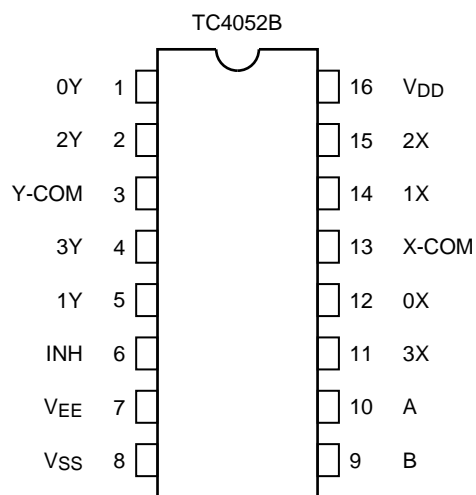 TC4052B
0Y 1 16 VDD
2Y 2 15 2X
Y-COM 3 14 1X
3Y 4 13 X-COM
1Y 5 12 0X
INH 6 11 3X
VEE 7 10 A
VSS 8 9 B